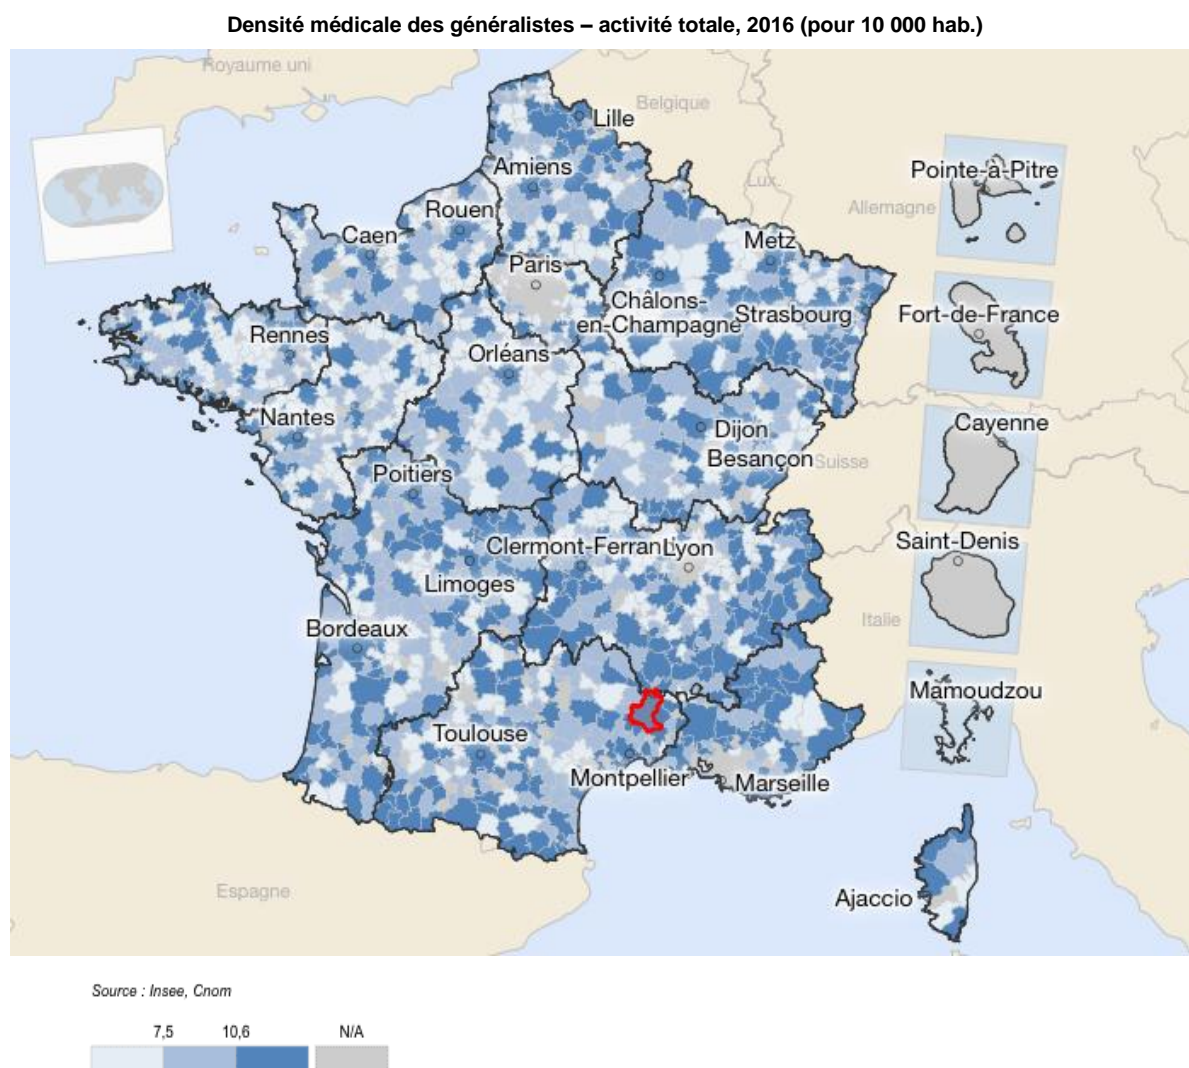 Densité médicale des généralistes – activité totale, 2016 (pour 10 000 hab.)
Royaume uni
Belgique
Lille
Amiens
Lux.
Pointe-à-Pitre
Allemagne
Rouen
Caen
Metz
Paris
Châlons-
en-Champagne
Strasbourg
Fort-de-France
Rennes
Orléans
Nantes
Dijon
Cayenne
Besançon
Suisse
Poitiers
Clermont-Ferran
Lyon
Saint-Denis
Limoges
Italie
Bordeaux
Mamoudzou
Toulouse
Montpellier
Marseille
Espagne
Ajaccio
Source : Insee, Cnom
7,5 10,6 N/A